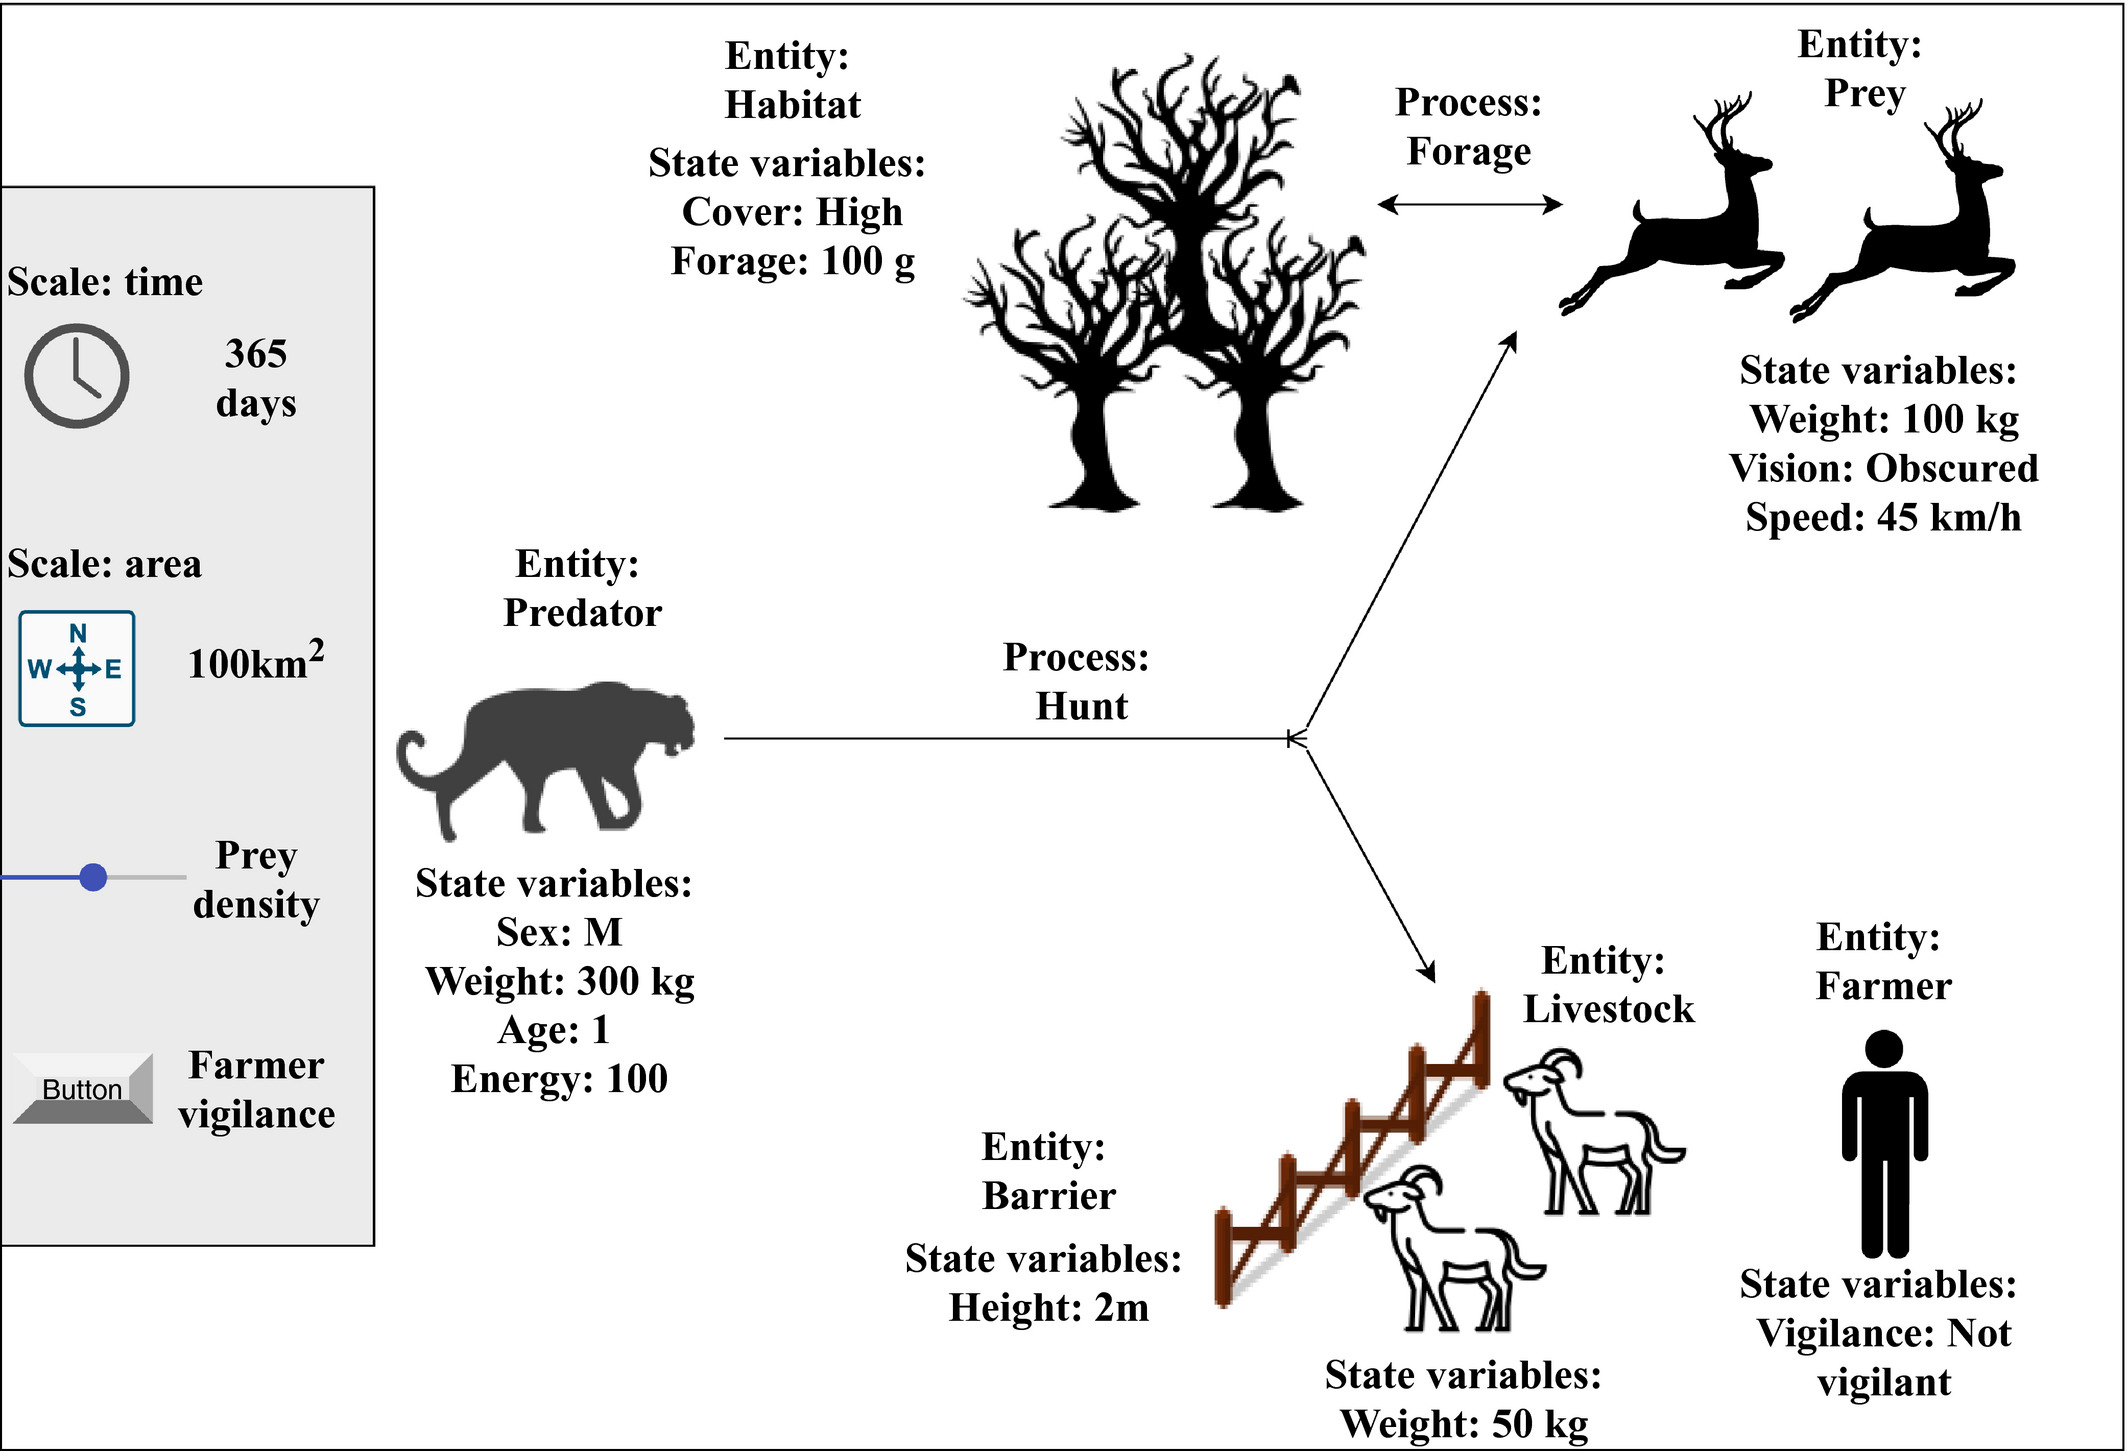 Scale: time
365
days
Scale: area
N
W
E
S
100km²
Prey
density
Button
Farmer
vigilance
Entity:
Habitat
State variables:
Cover: High
Forage: 100 g
Process:
Forage
Entity:
Prey
State variables:
Weight: 100 kg
Vision: Obscured
Speed: 45 km/h
Entity:
Predator
State variables:
Sex: M
Weight: 300 kg
Age: 1
Energy: 100
Process:
Hunt
Entity:
Barrier
State variables:
Height: 2m
Entity:
Livestock
State variables:
Weight: 50 kg
Entity:
Farmer
State variables:
Vigilance: Not
vigilant